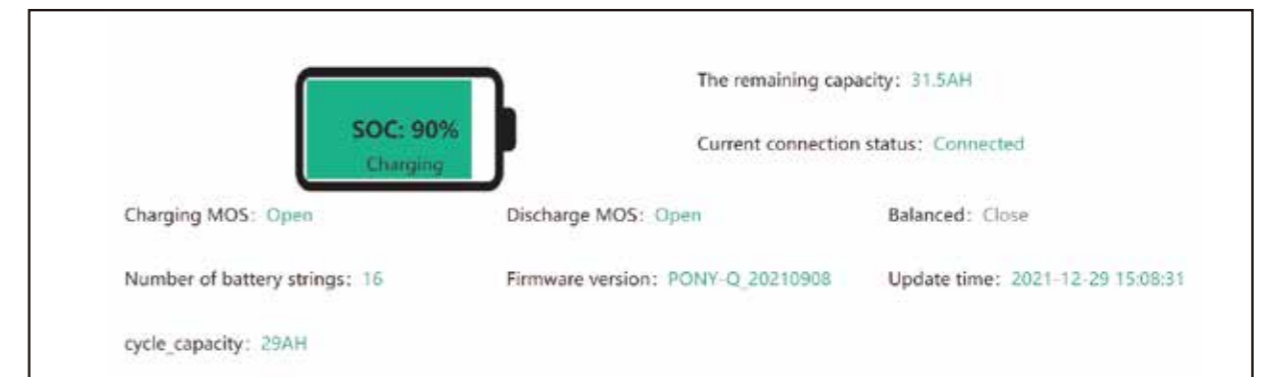 The remaining capacity: 31.5AH
SOC: 90%
Charging
Current connection status: Connected
Charging MOS: Open Discharge MOS: Open Balanced: Close
Number of battery strings: 16 Firmware version: PONY-Q_20210908 Update time: 2021-12-29 15:08:31
cycle_capacity: 29AH